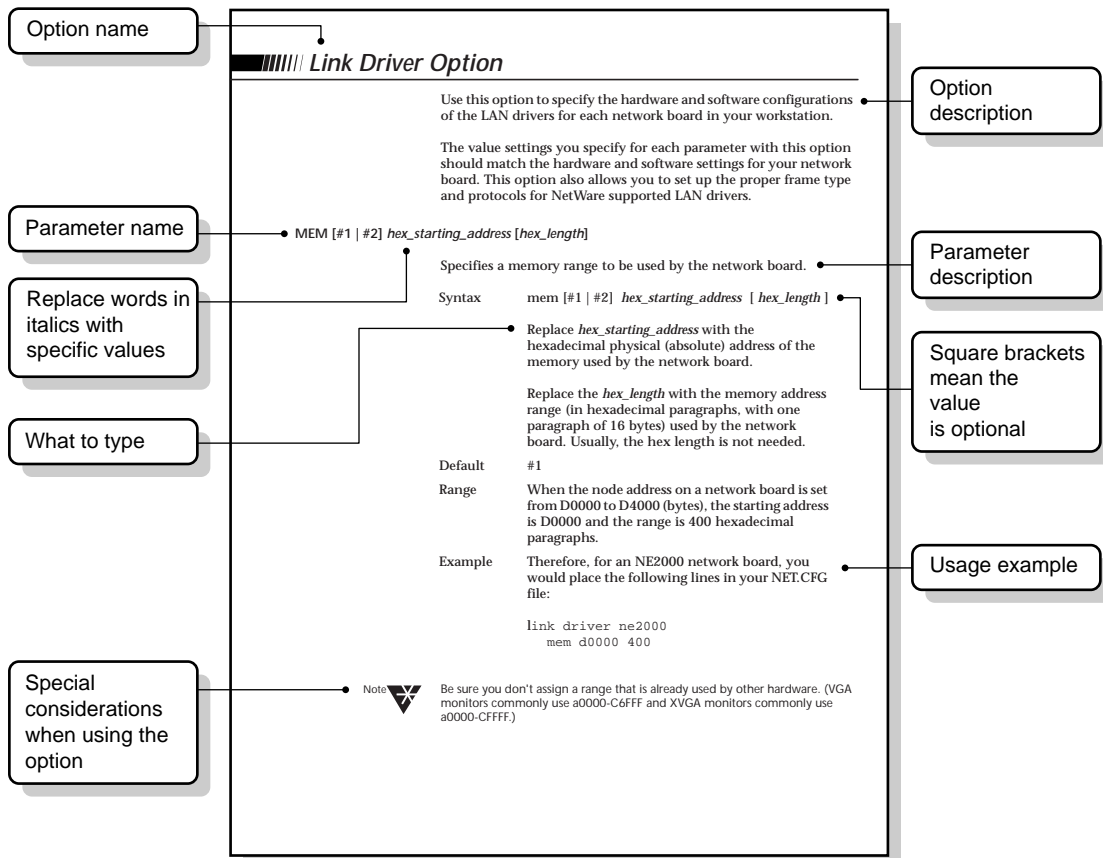 Option name
Link Driver Option
Use this option to specify the hardware and software configurations
of the LAN drivers for each network board in your workstation.
Option
description
The value settings you specify for each parameter with this option
should match the hardware and software settings for your network
board. This option also allows you to set up the proper frame type
and protocols for NetWare supported LAN drivers.
Parameter name
MEM [#1 | #2] hex_starting_address [hex_length]
Specifies a memory range to be used by the network board.
Parameter
description
Replace words in
italics with
specific values
Syntax mem [#1 | #2] hex_starting_address [ hex_length ]
Replace hex_starting_address with the
hexadecimal physical (absolute) address of the
memory used by the network board.
Square brackets
mean the
value
is optional
Replace the hex_length with the memory address
range (in hexadecimal paragraphs, with one
paragraph of 16 bytes) used by the network
board. Usually, the hex length is not needed.
What to type
Default #1
Range When the node address on a network board is set
from D0000 to D4000 (bytes), the starting address
is D0000 and the range is 400 hexadecimal
paragraphs.
Example Therefore, for an NE2000 network board, you
would place the following lines in your NET.CFG
file:
Usage example
link driver ne2000
mem d0000 400
Special
considerations
when using the
option
Note Be sure you don't assign a range that is already used by other hardware. (VGA
monitors commonly use a0000-C6FFF and XVGA monitors commonly use
a0000-CFFFF.)